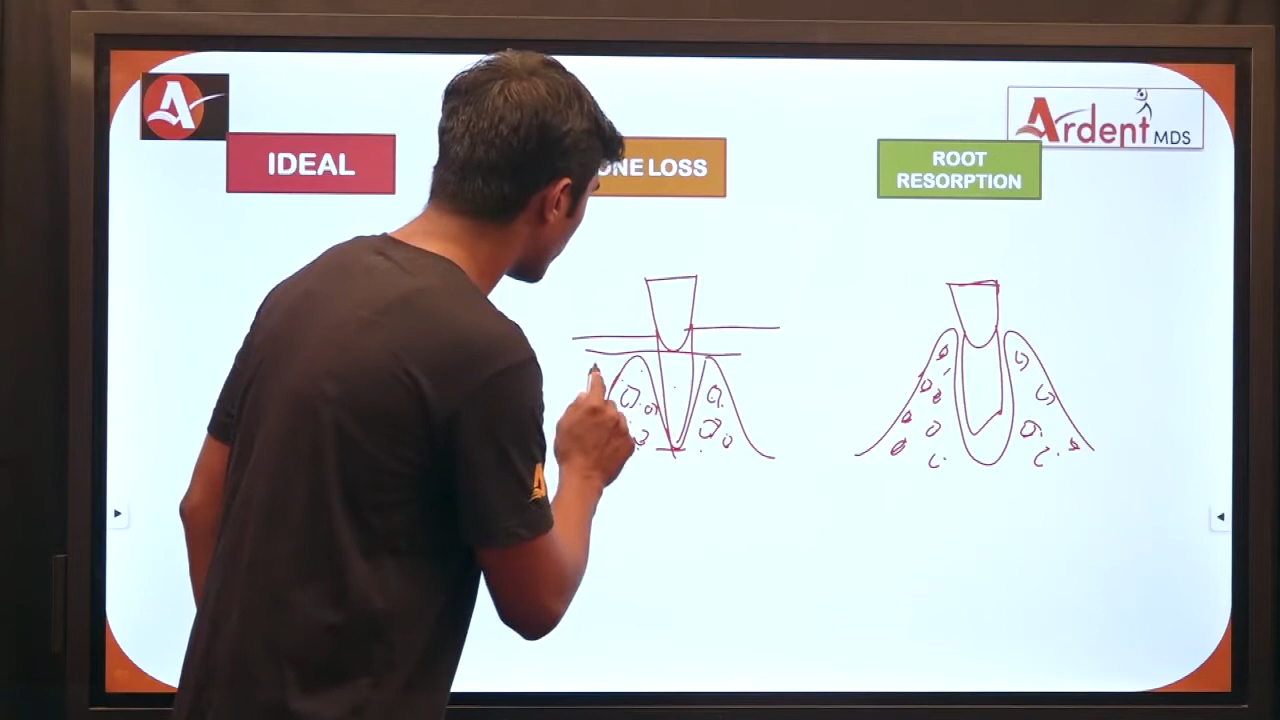 A
Ardent MDS
IDEAL
ONE LOSS
ROOT
RESORPTION